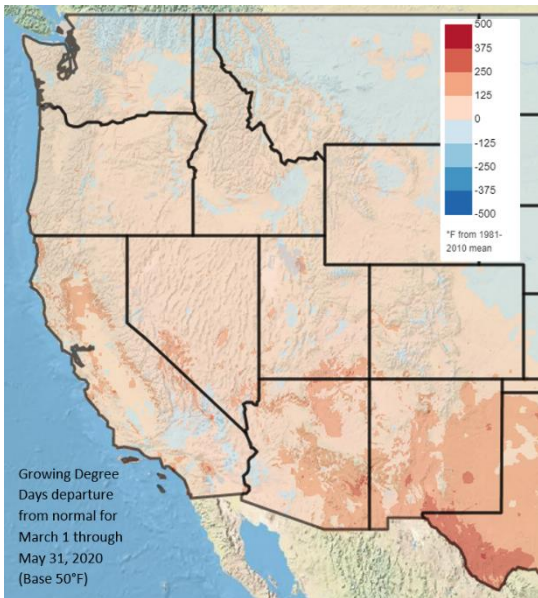 500
375
250
125
0
-125
-250
-375
-500
°F from 1981-
2010 mean
Growing Degree
Days departure
from normal for
March 1 through
May 31, 2020
(Base 50°F)